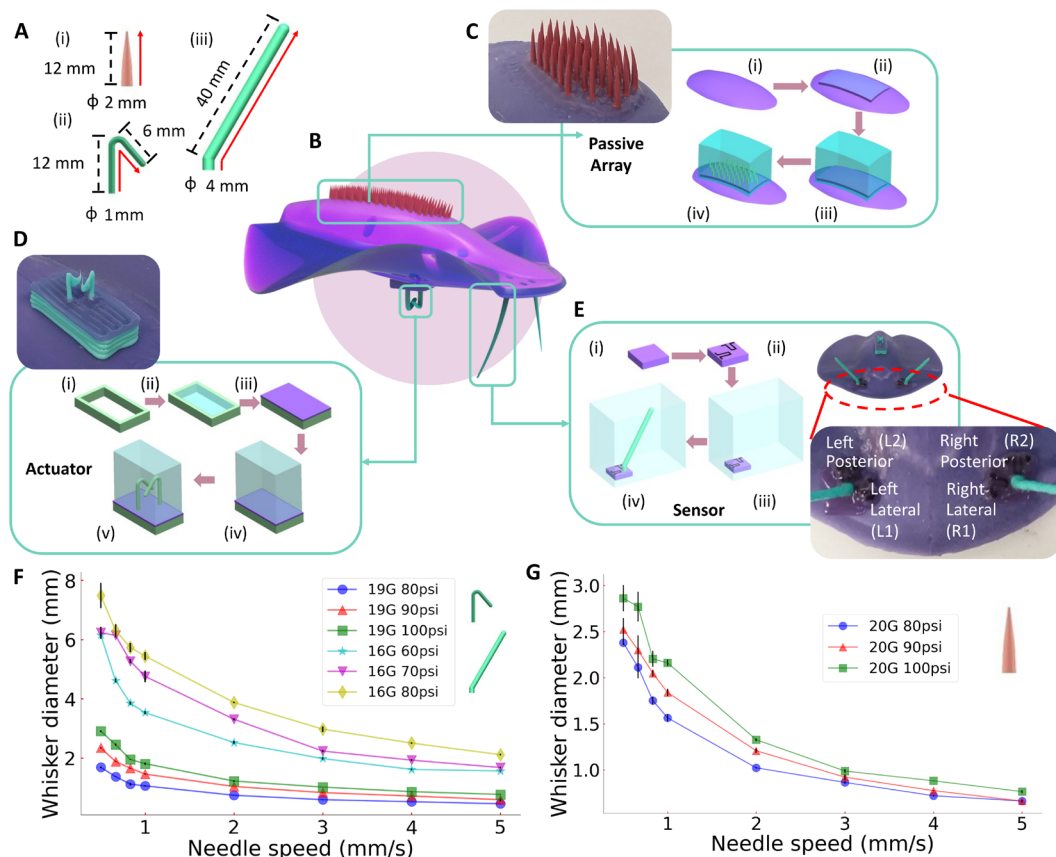 A
(i)
12 mm
ϕ 2 mm
(ii)
12 mm
6 mm
ϕ 1mm
(iii)
40 mm
ϕ 4 mm
B
C
Passive
Array
(i)
(ii)
(iv)
(iii)
D
(i)
(ii)
(iii)
Actuator
(v)
(iv)
E
(i)
(ii)
(iv)
(iii)
Sensor
Left (L2)
Posterior
Right (R2)
Posterior
Left
Lateral
(L1)
Right-
Lateral
(R1)
F
Whisker diameter (mm)
8
6
4
2
1
2
3
4
5
Needle speed (mm/s)
19G 80psi
19G 90psi
19G 100psi
16G 60psi
16G 70psi
16G 80psi
G
Whisker diameter (mm)
3.0
2.5
2.0
1.5
1.0
1
2
3
4
5
Needle speed (mm/s)
20G 80psi
20G 90psi
20G 100psi